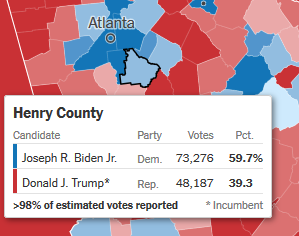 Atlanta
Henry County
Candidate Party Votes Pct.
Joseph R. Biden Jr. Dem. 73,276 59.7%
Donald J. Trump* Rep. 48,187 39.3
>98% of estimated votes reported * Incumbent